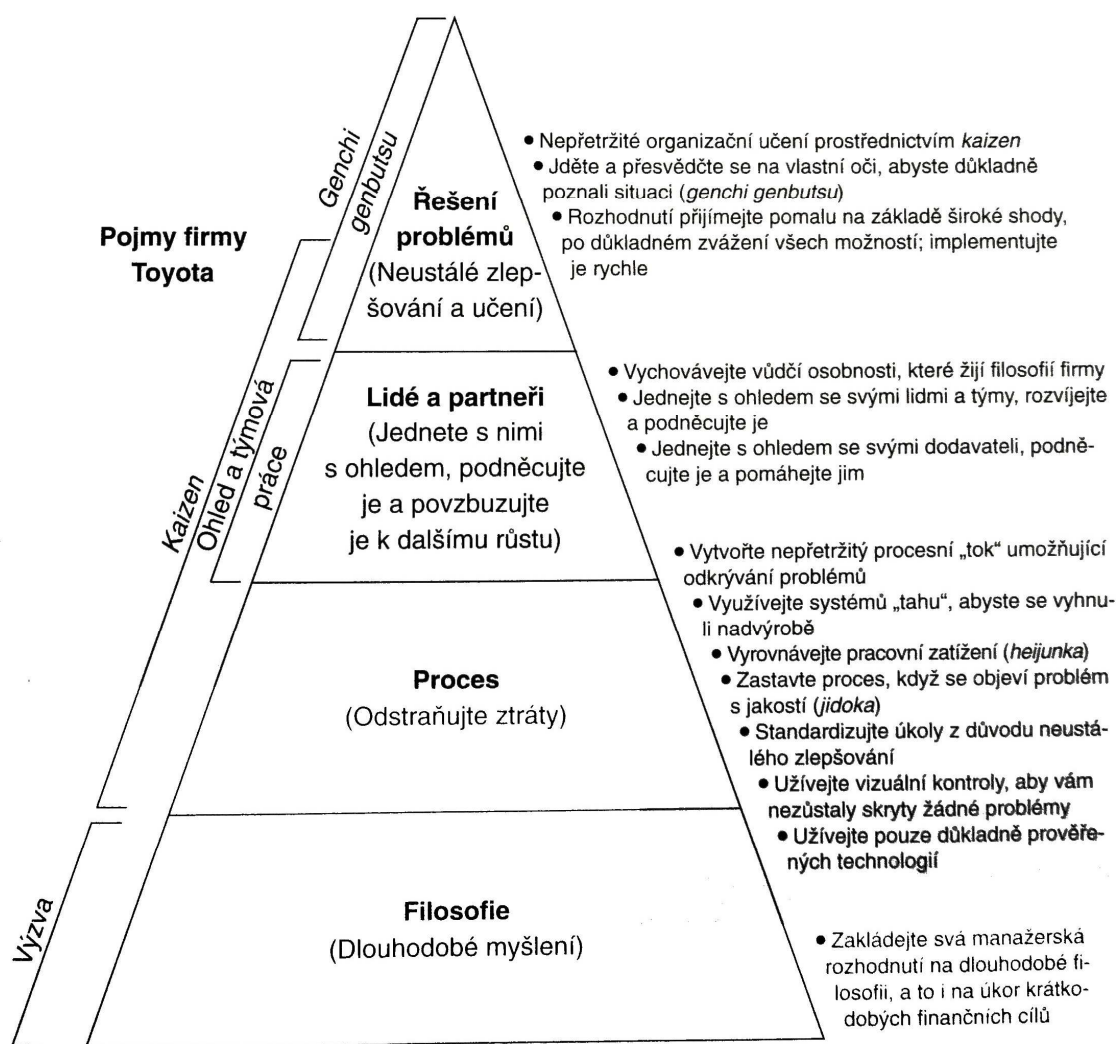 Genchi
genbutsu
Pojmy firmy
Toyota
Řešení
problémů
(Neustálé zlep-
šování a učení)
• Nepřetržité organizační učení prostřednictvím kaizen
• Jděte a přesvědčte se na vlastní oči, abyste důkladně
poznali situaci (genchi genbutsu)
• Rozhodnutí přijímejte pomalu na základě široké shody,
po důkladném zvážení všech možností; implementujte
je rychle
Kaizen
Ohled a týmová
práce
Lidé a partneři
(Jednete s nimi
s ohledem, podněcujte
je a povzbuzujte
je k dalšímu růstu)
• Vychovávejte vůdčí osobnosti, které žijí filosofií firmy
• Jednejte s ohledem se svými lidmi a týmy, rozvíjejte
a podněcujte je
• Jednejte s ohledem se svými dodavateli, podně-
cujte je a pomáhejte jim
Proces
(Odstraňujte ztráty)
• Vytvořte nepřetržitý procesní „tok“ umožňující
odkrývání problémů
• Využívejte systémů „tahu“, abyste se vyhnu-
li nadvýrobě
• Vyrovnávejte pracovní zatížení (heijunka)
• Zastavte proces, když se objeví problém
s jakostí (jidoka)
• Standardizujte úkoly z důvodu neustá-
lého zlepšování
• Užívejte vizuální kontroly, aby vám
nezůstaly skryty žádné problémy
• Užívejte pouze důkladně prověře-
ných technologií
Výzva
Filosofie
(Dlouhodobé myšlení)
• Zakládejte svá manažerská
rozhodnutí na dlouhodobé fi-
losofii, a to i na úkor krátko-
dobých finančních cílů